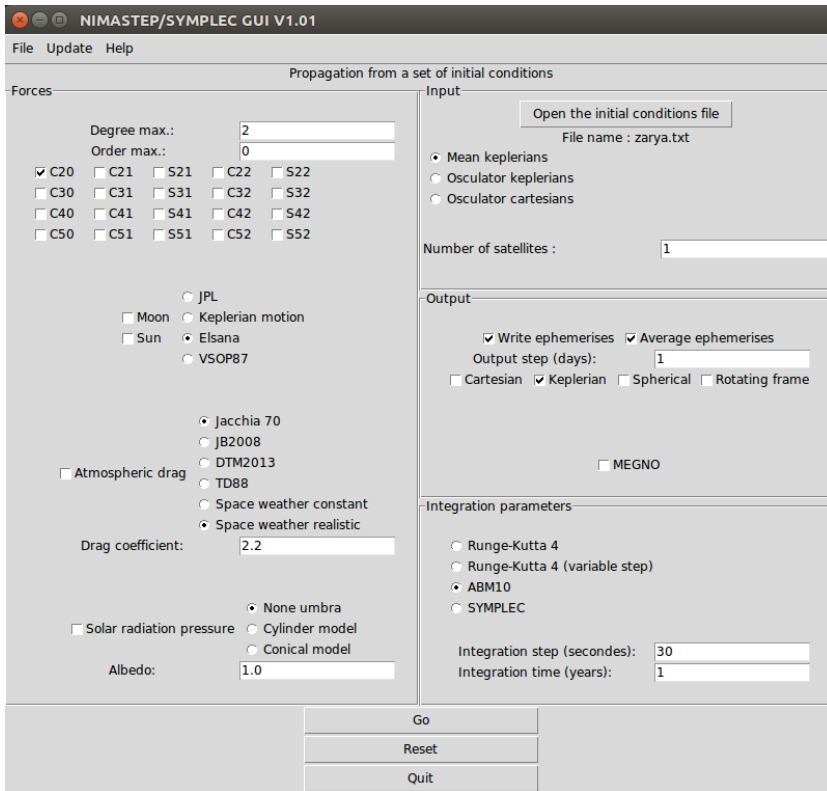 NIMASTEP/SYMPLEC GUI V1.01
File Update Help
Propagation from a set of initial conditions
Forces
Degree max.: 2
Order max.: 0
C20 C21 S21 C22 S22
C30 C31 S31 C32 S32
C40 C41 S41 C42 S42
C50 C51 S51 C52 S52
JPL
Moon Keplerian motion
Sun Elsana
VSOP87
Jacchia 70
JB2008
DTM2013
Atmospheric drag
TD88
Space weather constant
Space weather realistic
Drag coefficient: 2.2
None umbra
Solar radiation pressure Cylinder model
Conical model
Albedo: 1.0
Input
Open the initial conditions file
File name : zarya.txt
Mean keplerians
Osculator keplerians
Osculator cartesians
Number of satellites : 1
Output
Write ephemerises Average ephemerises
Output step (days): 1
Cartesian Keplerian Spherical Rotating frame
MEGNO
Integration parameters
Runge-Kutta 4
Runge-Kutta 4 (variable step)
ABM10
SYMPLEC
Integration step (secondes): 30
Integration time (years): 1
Go
Reset
Quit